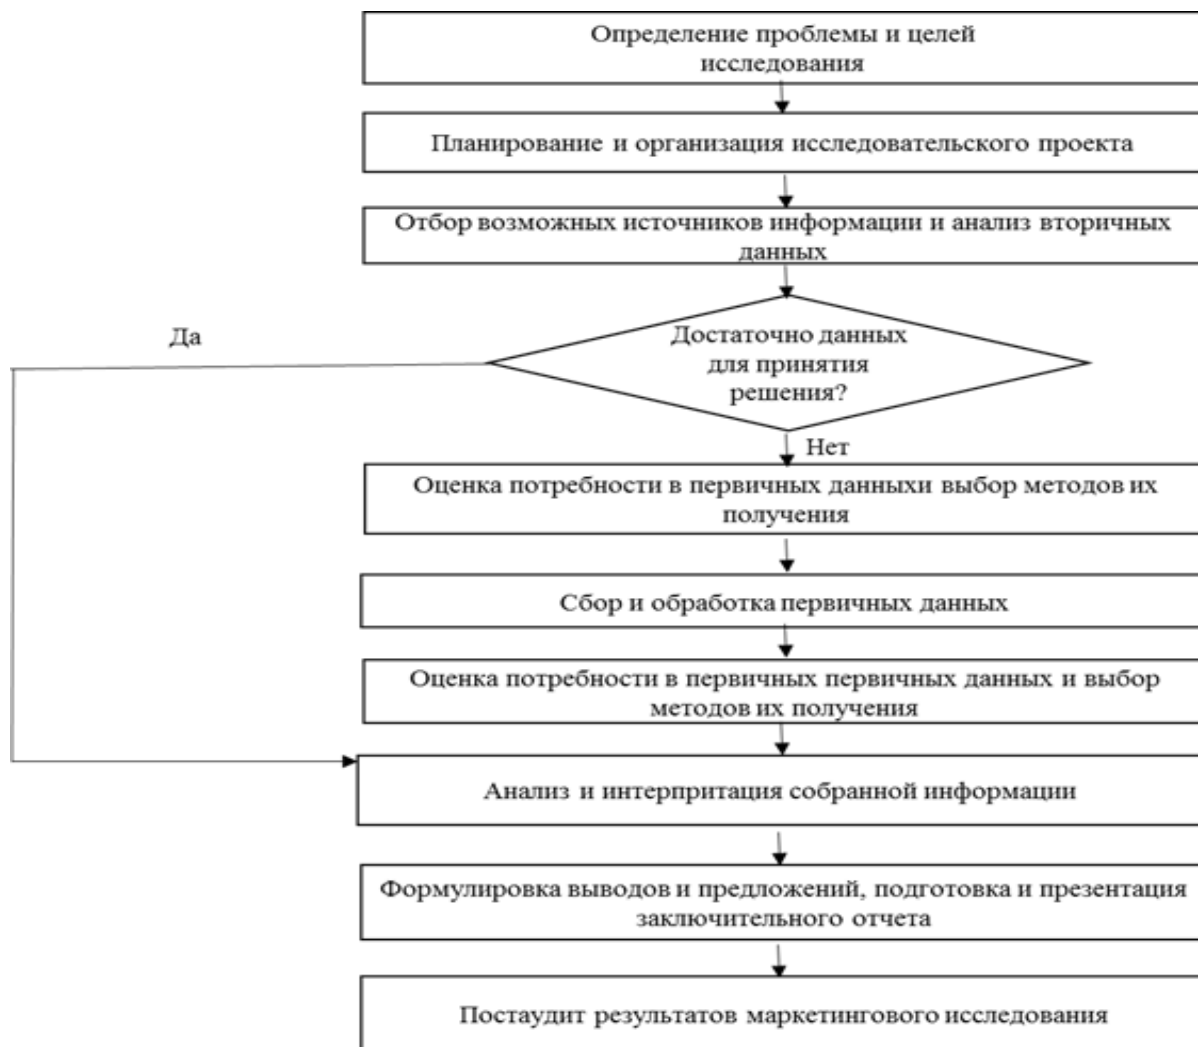 Определение проблемы и целей
исследования
Планирование и организация исследовательского проекта
Отбор возможных источников информации и анализ вторичных
данных
Да
Достаточно данных
для принятия
решения?
Нет
Оценка потребности в первичных данныхи выбор методов их
получения
Сбор и обработка первичных данных
Оценка потребности в первичных первичных данных и выбор
методов их получения
Анализ и интерпритация собранной информации
Формулировка выводов и предложений, подготовка и презентация
заключительного отчета
Постаудит результатов маркетингового исследования